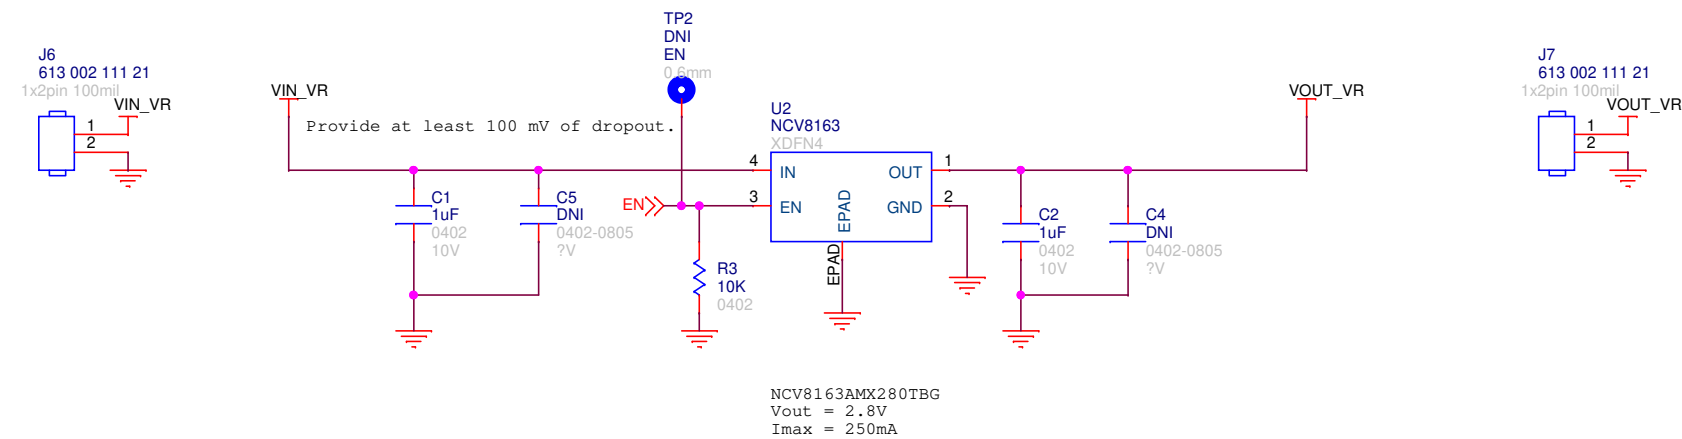 J6
613 002 111 21
1x2pin 100mil
VIN_VR
1
2
VIN_VR
Provide at least 100 mV of dropout.
TP2
DNI
EN
0.6mm
U2
NCV8163
XDFN4
4
IN
3
EN
EN
OUT
1
GND
2
EPAD
EPAD
C1
1uF
0402
10V
C5
DNI
0402-0805
?V
R3
10K
0402
C2
1uF
0402
10V
C4
DNI
0402-0805
?V
VOUT_VR
J7
613 002 111 21
1x2pin 100mil
VOUT_VR
1
2
NCV8163AMX280TBG
Vout = 2.8V
Imax = 250mA